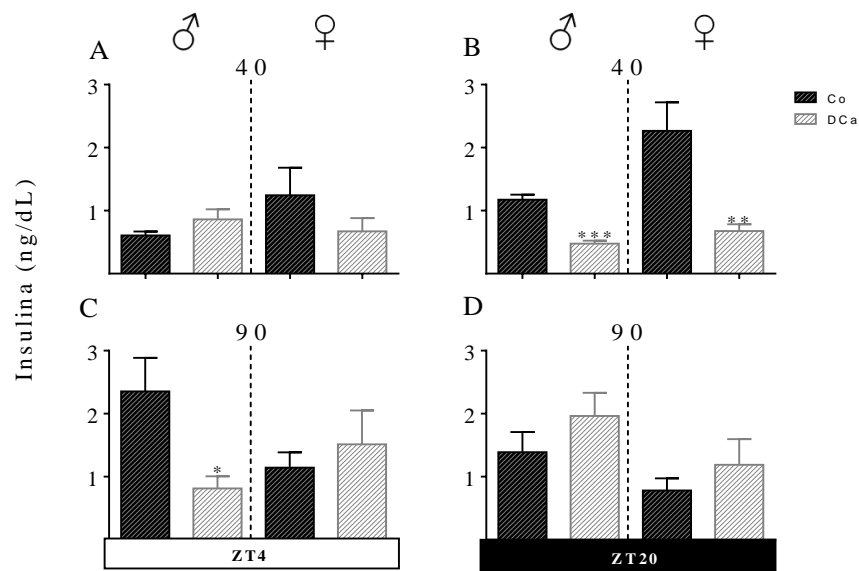 ♂ ♀ ♂ ♀
A B
40 40
3 3
2 2
1 1
Co
DCa
*** **
Insulina (ng/dL)
C D
90 90
3 3
2 2
1 1
*
ZT4 ZT20